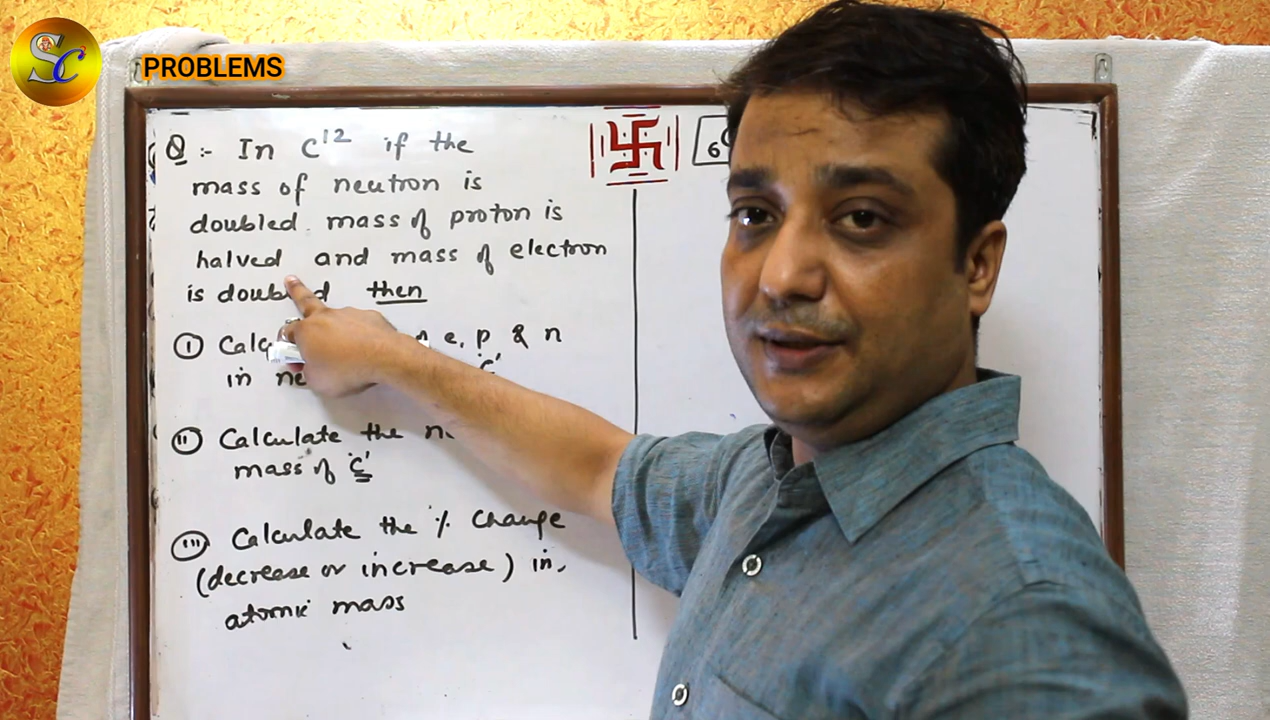 SC
PROBLEMS
Q :- In C12 if the
mass of neutron is
doubled. mass of proton is
halved and mass of electron
is doubled then
(I) e, p & n
in C'
(II) Calculate the
mass of C'
(III) Calculate the % change
(decrease or increase) in
atomic mass
6